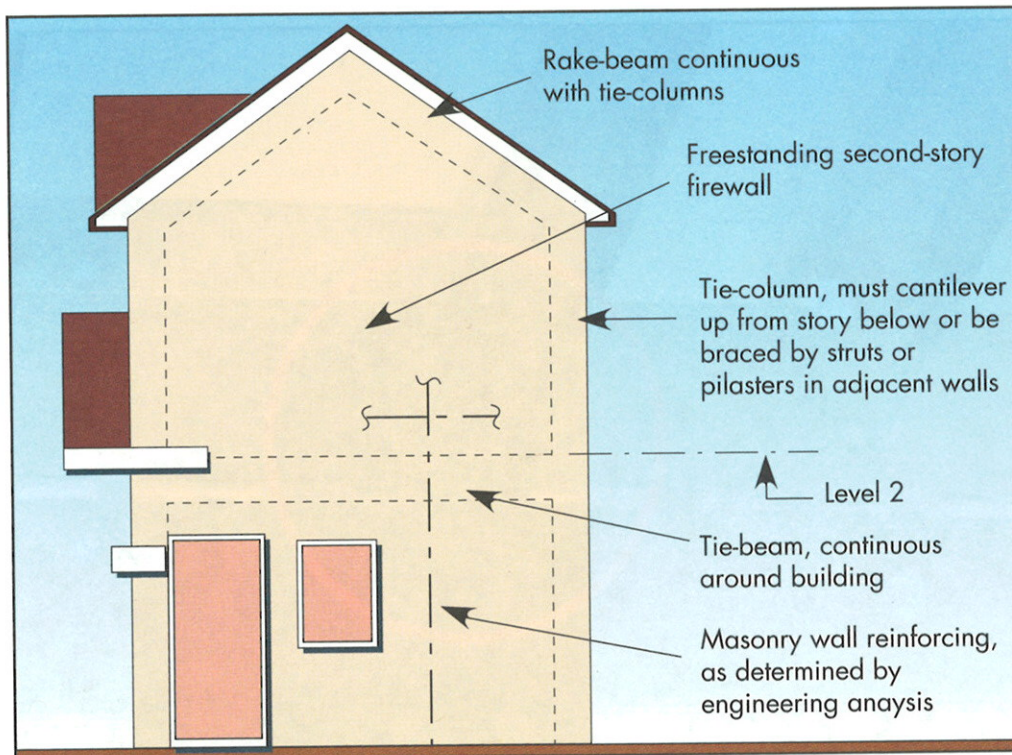 Rake-beam continuous
with tie-columns
Freestanding second-story
firewall
Tie-column, must cantilever
up from story below or be
braced by struts or
pilasters in adjacent walls
Level 2
Tie-beam, continuous
around building
Masonry wall reinforcing,
as determined by
engineering anaysis